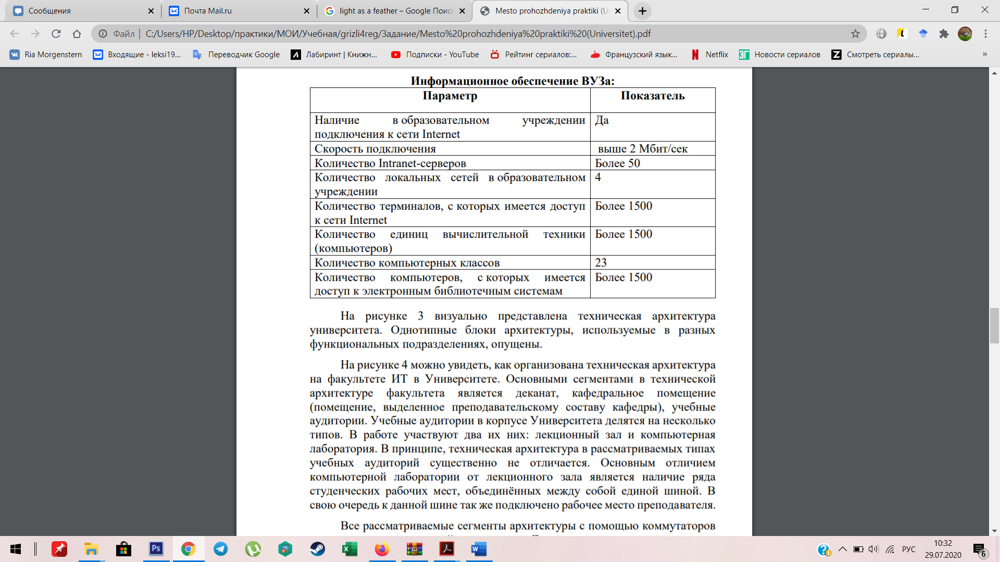 Сообщения
Почта Mail.ru
light as a feather – Google Поиск
Mesto prohozhdeniya praktiki (U
Файл | C:/Users/HP/Desktop/практики/МОИ/Учебная/grizli4reg/Задание/Mesto%20prohozhdeniya%20praktiki%20(Universitet).pdf
Ria Morgenstern
Входящие - leksi19...
Переводчик Google
Лабиринт | Книжн...
Подписки - YouTube
Рейтинг сериалов:...
Французский язык...
Netflix
Новости сериалов
Смотреть сериалы...
»
Информационное обеспечение ВУЗа:
Параметр Показатель
Наличие в образовательном учреждении Да
подключения к сети Internet
Скорость подключения выше 2 Мбит/сек
Количество Intranet-серверов Более 50
Количество локальных сетей в образовательном 4
учреждении
Количество терминалов, с которых имеется доступ Более 1500
к сети Internet
Количество единиц вычислительной техники Более 1500
(компьютеров)
Количество компьютерных классов 23
Количество компьютеров, с которых имеется Более 1500
доступ к электронным библиотечным системам
На рисунке 3 визуально представлена техническая архитектура
университета. Однотипные блоки архитектуры, используемые в разных
функциональных подразделениях, опущены.
На рисунке 4 можно увидеть, как организована техническая архитектура
на факультете ИТ в Университете. Основными сегментами в технической
архитектуре факультета является деканат, кафедральное помещение
(помещение, выделенное преподавательскому составу кафедры), учебные
аудитории. Учебные аудитории в корпусе Университета делятся на несколько
типов. В работе участвуют два их них: лекционный зал и компьютерная
лаборатория. В принципе, техническая архитектура в рассматриваемых типах
учебных аудиторий существенно не отличается. Основным отличием
компьютерной лаборатории от лекционного зала является наличие ряда
студенческих рабочих мест, объединённых между собой единой шиной. В
свою очередь к данной шине так же подключено рабочее место преподавателя.
Все рассматриваемые сегменты архитектуры с помощью коммутаторов
РУС
10:32
29.07.2020
6